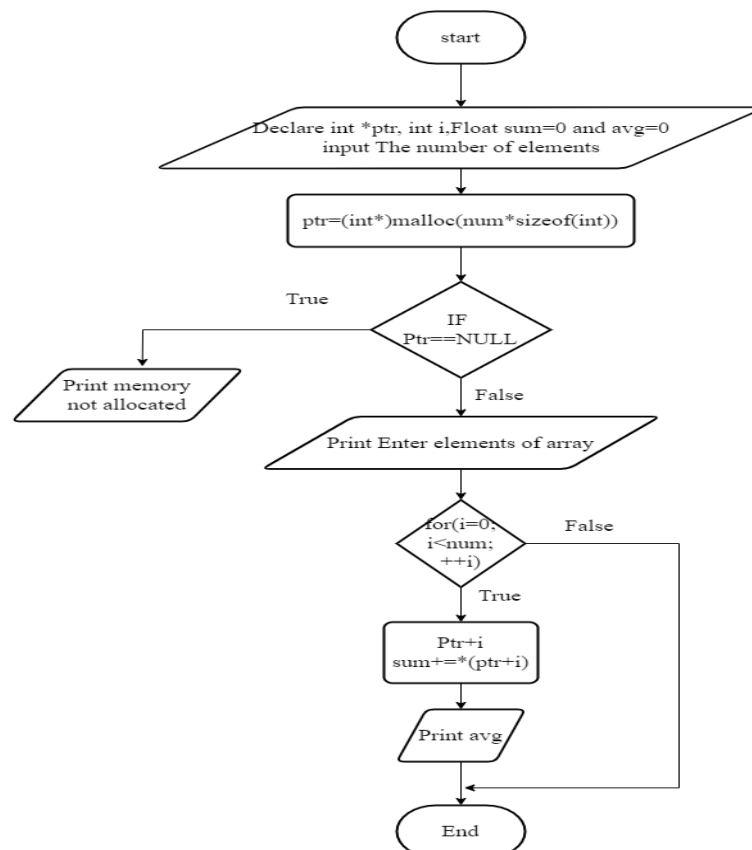 start
Declare int *ptr, int i,Float sum=0 and avg=0
input The number of elements
ptr=(int*)malloc(num*sizeof(int))
True
IF
Ptr==NULL
Print memory
not allocated
False
Print Enter elements of array
for(i=0;
i<num;
++i)
False
True
Ptr+i
sum+=*(ptr+i)
Print avg
End